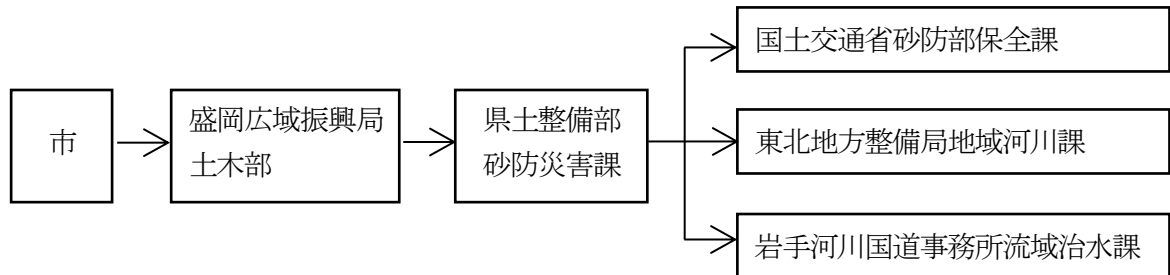 市
盛岡広域振興局
土木部
県土整備部
砂防災害課
国土交通省砂防部保全課
東北地方整備局地域河川課
岩手河川国道事務所流域治水課